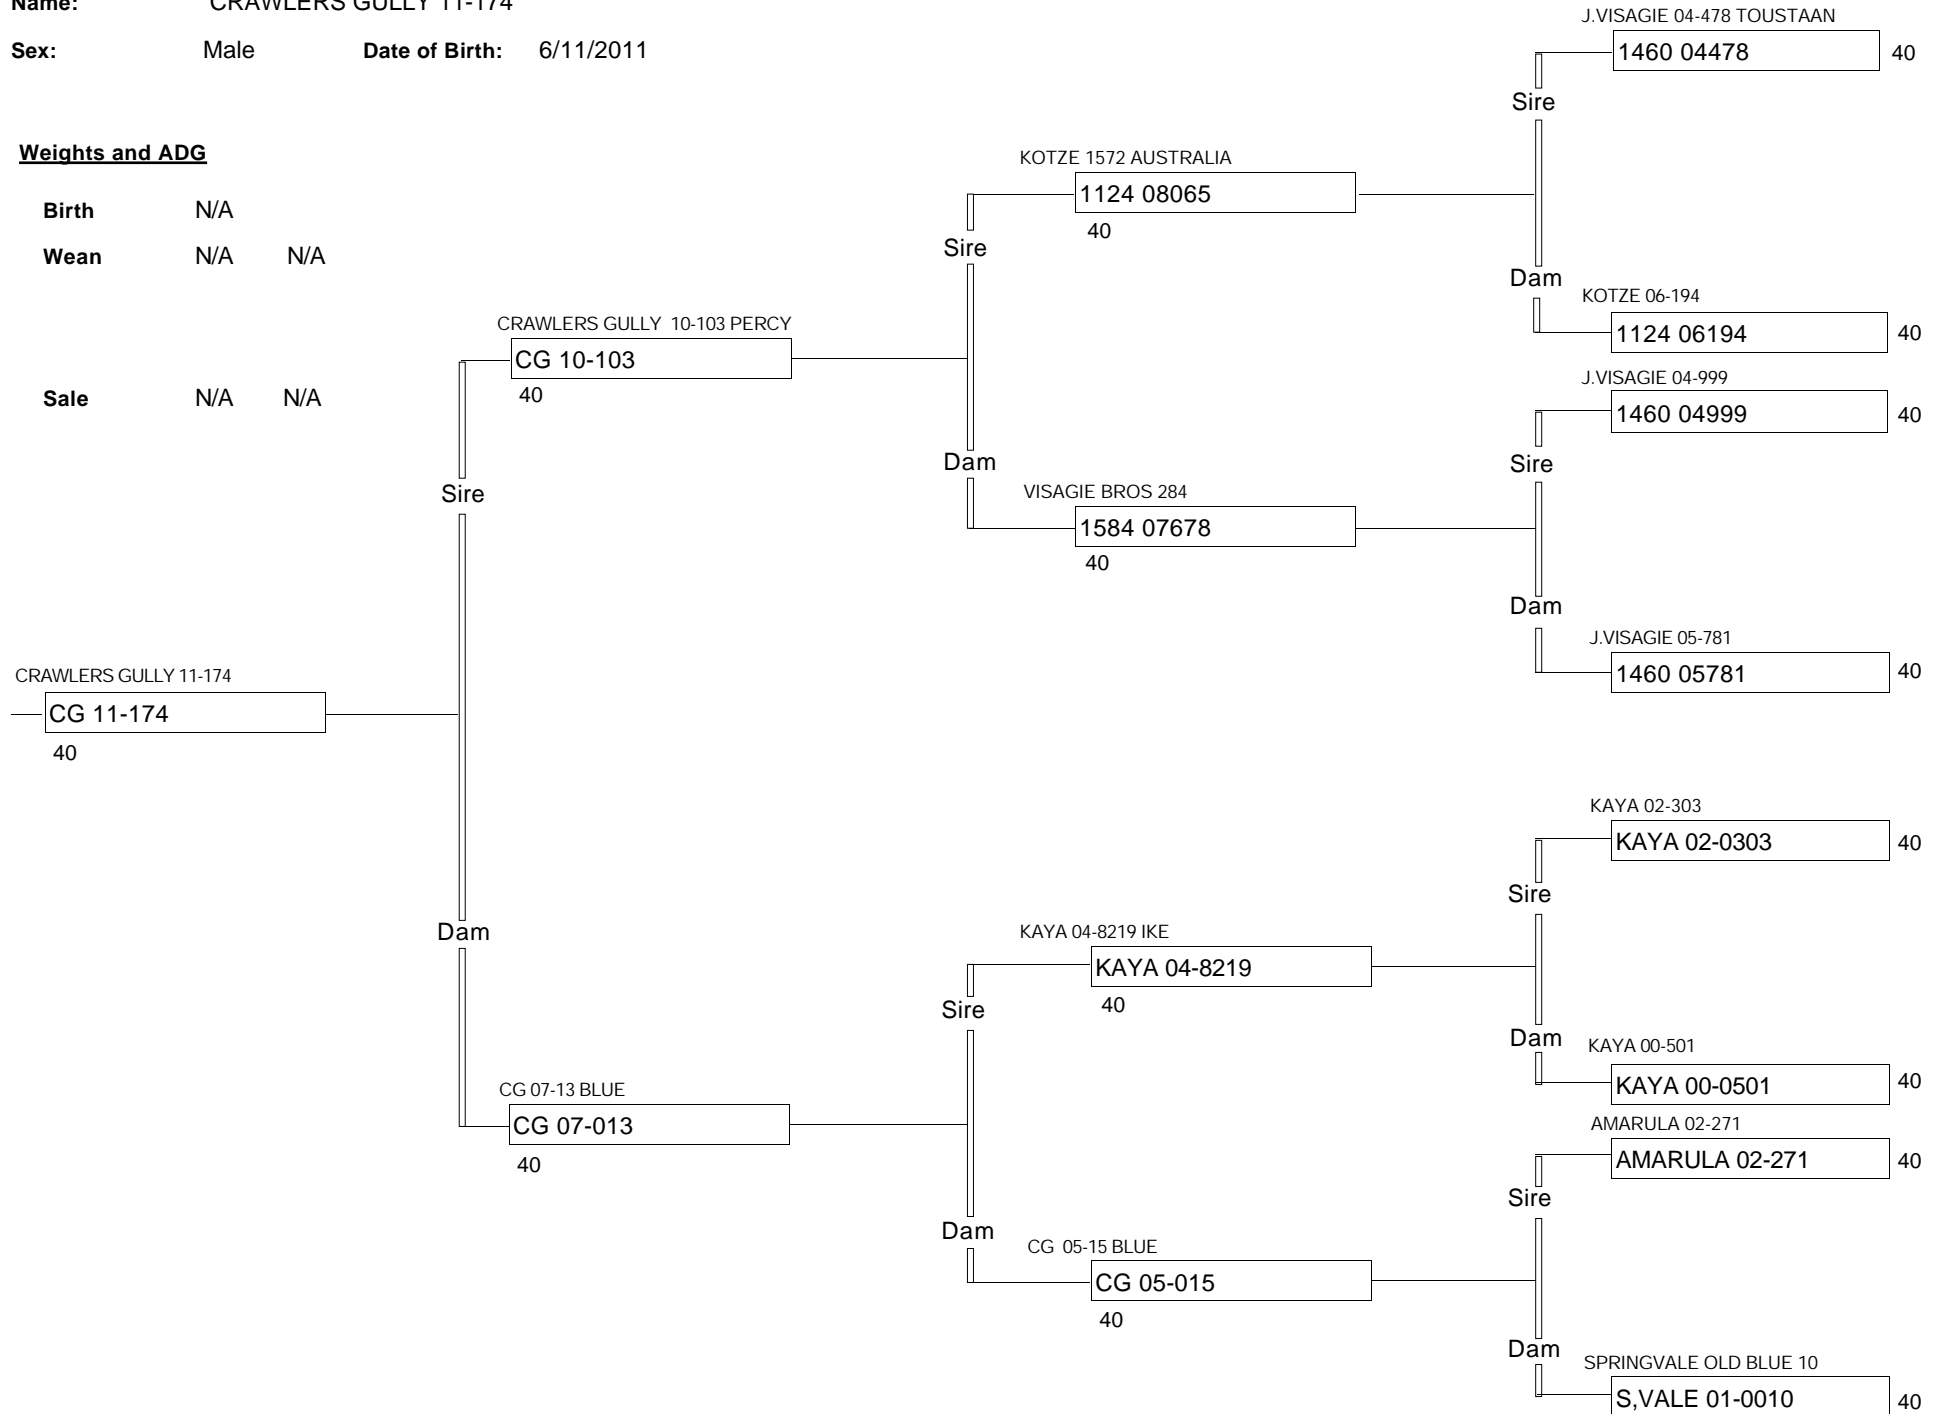 Name: CRAWLERS GULLY 11-174
J.VISAGIE 04-478 TOUSTAAN
Sex: Male Date of Birth: 6/11/2011
1460 04478 40
Sire
Weights and ADG
KOTZE 1572 AUSTRALIA
1124 08065
40
Birth N/A
Sire
Wean N/A N/A
Dam
KOTZE 06-194
1124 06194 40
CRAWLERS GULLY 10-103 PERCY
CG 10-103
40
J.VISAGIE 04-999
1460 04999 40
Sale N/A N/A
Dam
Sire
Sire
VISAGIE BROS 284
1584 07678
40
Dam
J.VISAGIE 05-781
1460 05781 40
CRAWLERS GULLY 11-174
CG 11-174
40
KAYA 02-303
KAYA 02-0303 40
Sire
Dam
KAYA 04-8219 IKE
KAYA 04-8219
40
Sire
Dam
KAYA 00-501
KAYA 00-0501 40
CG 07-13 BLUE
CG 07-013
40
AMARULA 02-271
AMARULA 02-271 40
Sire
Dam
CG 05-15 BLUE
CG 05-015
40
Dam
SPRINGVALE OLD BLUE 10
S,VALE 01-0010 40